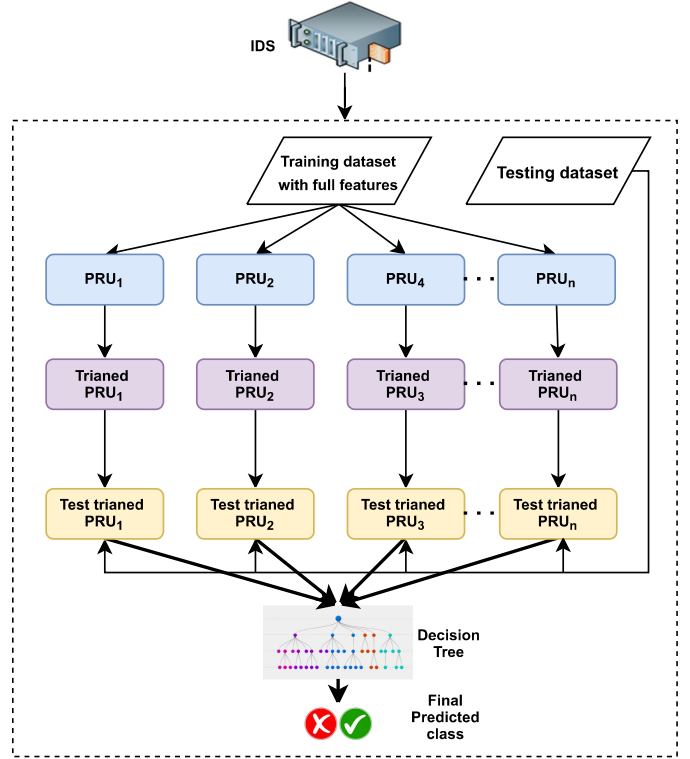 IDS
Training dataset
with full features
Testing dataset
PRU1
PRU2
PRU4
...
PRUn
Trianed
PRU1
Trianed
PRU2
Trianed
PRU3
...
Trianed
PRUn
Test trianed
PRU1
Test trianed
PRU2
Test trianed
PRU3
...
Test trianed
PRUn
Decision
Tree
Final
Predicted
class